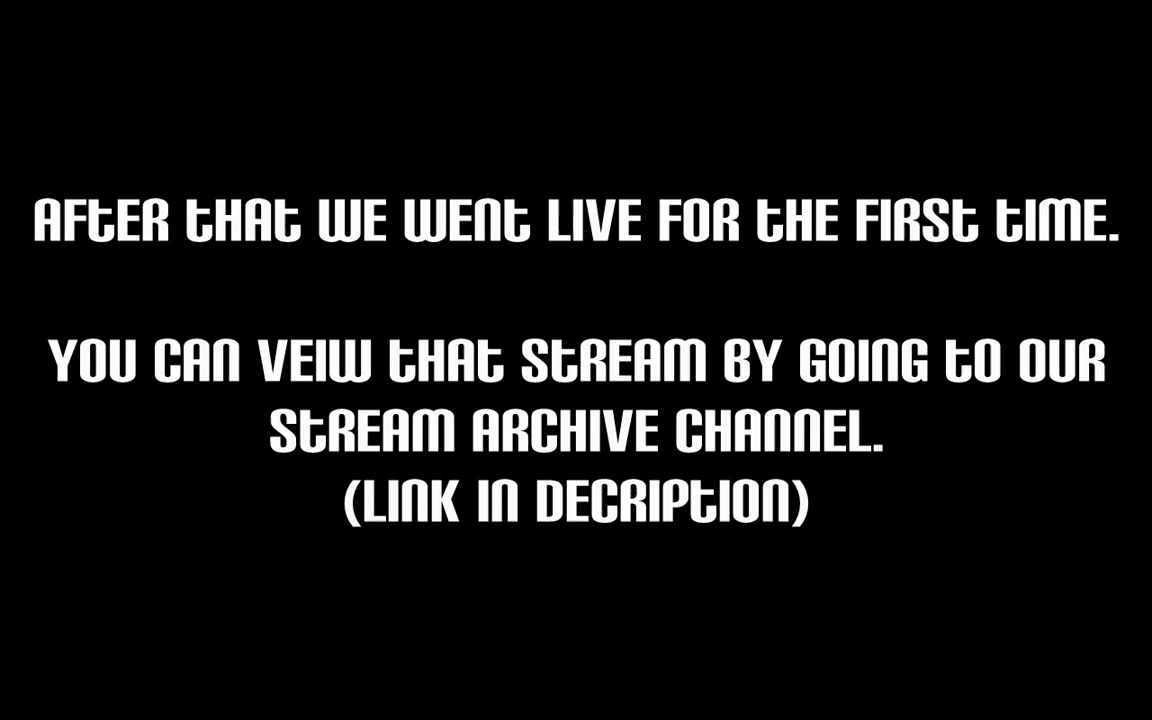 AFtER tHAt WE WEnt LIVE FOR tHE FIRSt tIME.
YOU CAn VEIW tHAt StREAM BY GOInG tO OUR
StREAM ARCHIVE CHAnnEL.
(LInK In DECRIPtIOn)